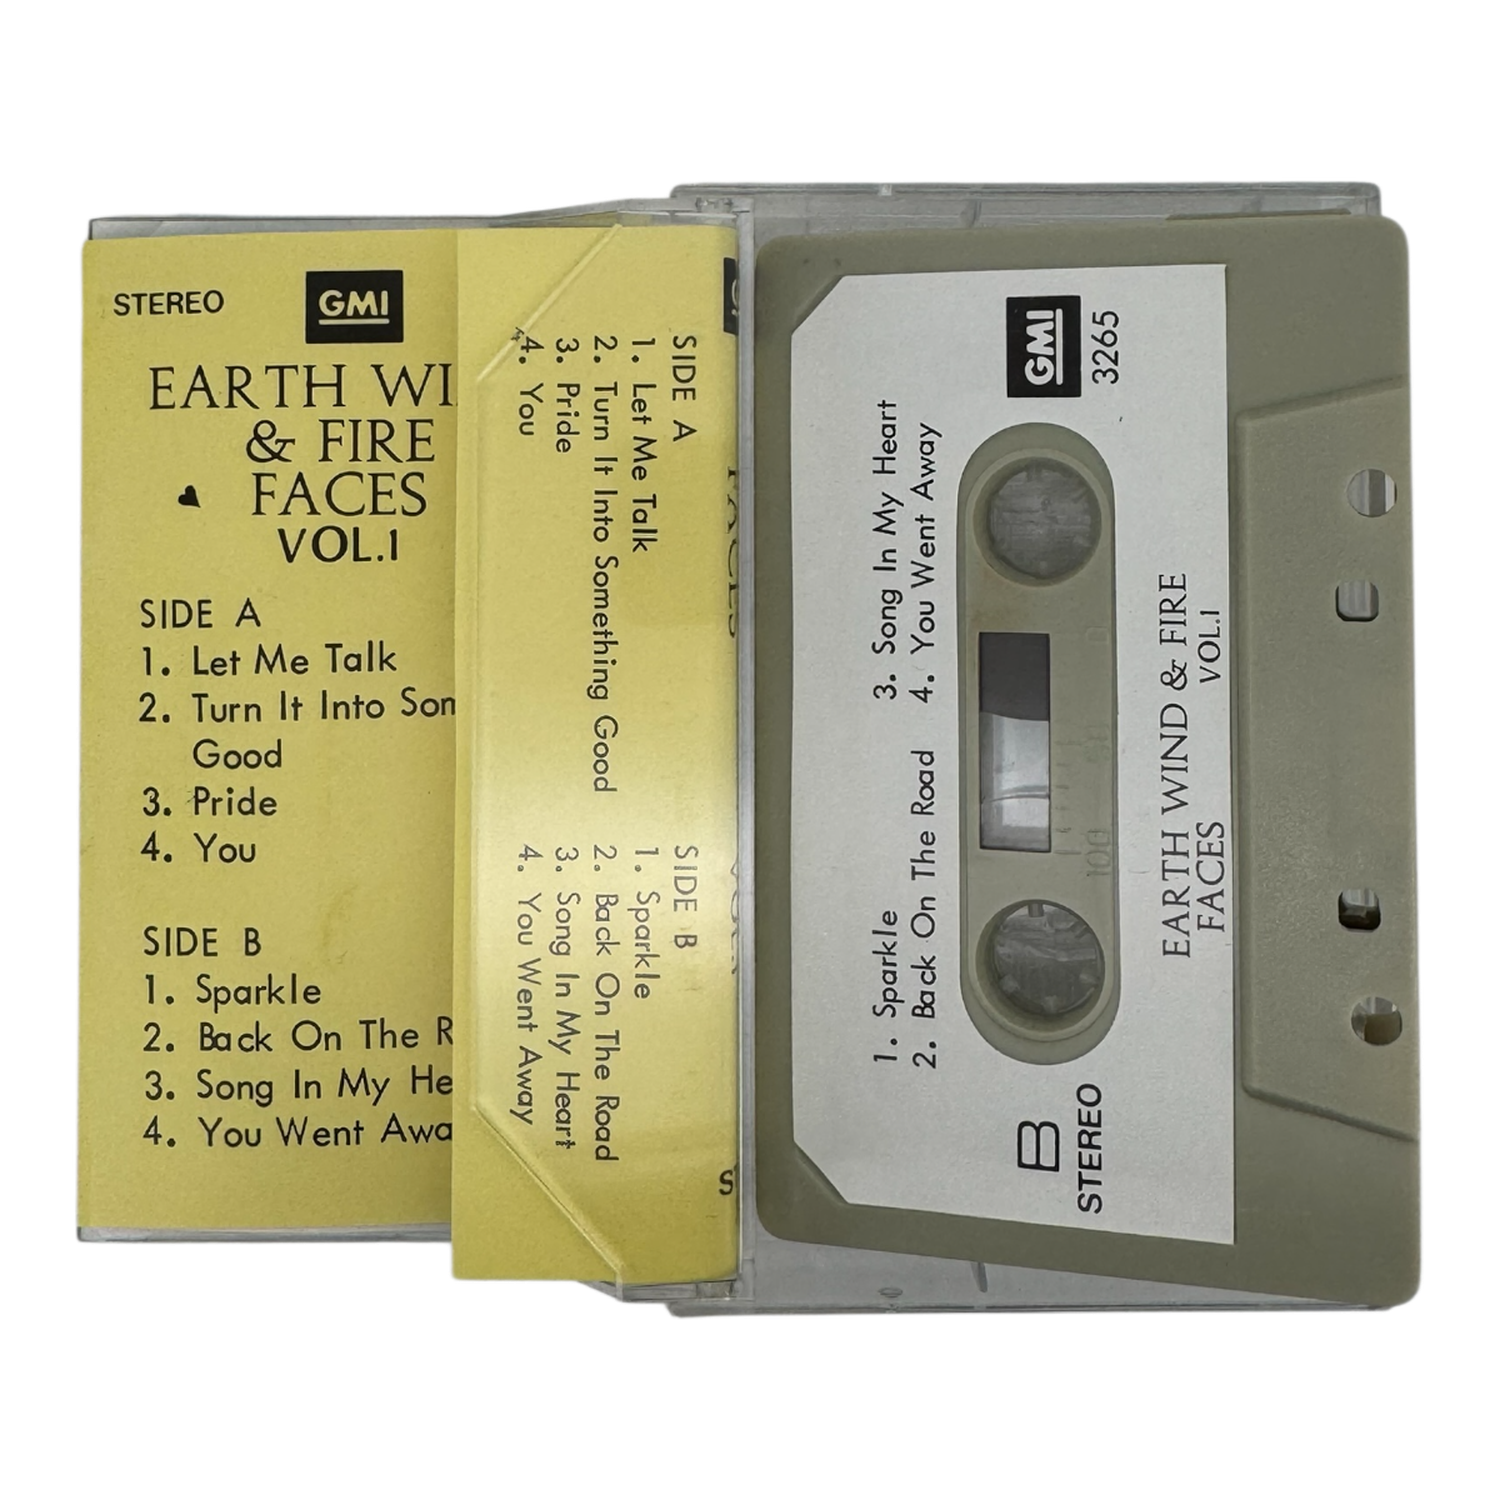 STEREO
GMI
EARTH WI
& FIRE
FACES
VOL.1
SIDE A
1. Let Me Talk
2. Turn It Into Som
Good
3. Pride
4. You
SIDE B
1. Sparkle
2. Back On The R
3. Song In My He
4. You Went Awa
SIDE A
1. Let Me Talk
2. Turn It Into Something Good
3. Pride
4. You
SIDE B
1. Sparkle
2. Back On The Road
3. Song In My Heart
4. You Went Away
FACES
1. Sparkle
2. Back On The Road
3. Song In My Heart
4. You Went Away
GMI
3265
B
STEREO
100
EARTH WIND & FIRE
FACES
VOL.1